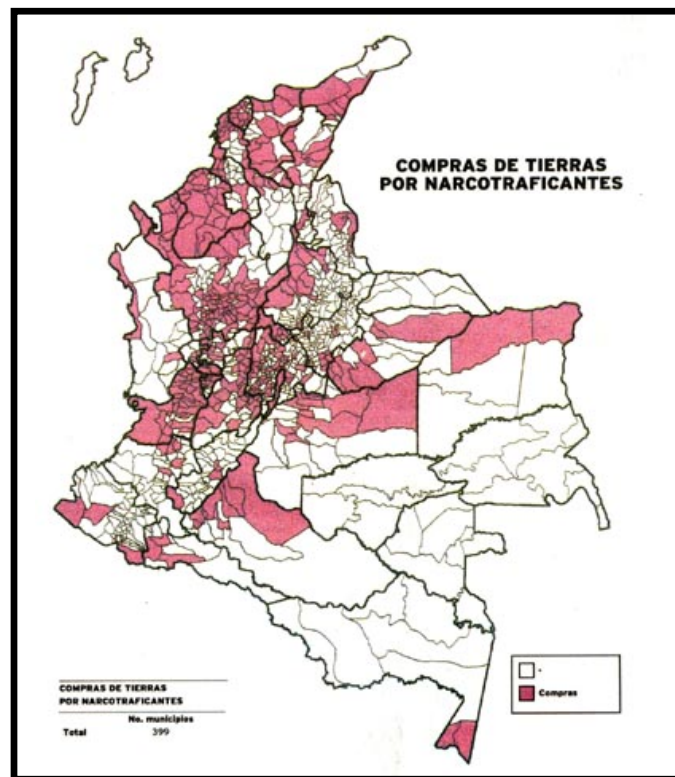 COMPRAS DE TIERRAS
POR NARCOTRAFICANTES
-
Compras
COMPRAS DE TIERRAS
POR NARCOTRAFICANTES
No. municipios
Total 399